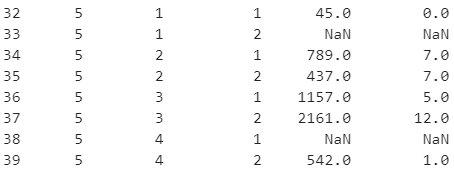 32 5 1 1 45.0 0.0
33 5 1 2 NaN NaN
34 5 2 1 789.0 7.0
35 5 2 2 437.0 7.0
36 5 3 1 1157.0 5.0
37 5 3 2 2161.0 12.0
38 5 4 1 NaN NaN
39 5 4 2 542.0 1.0